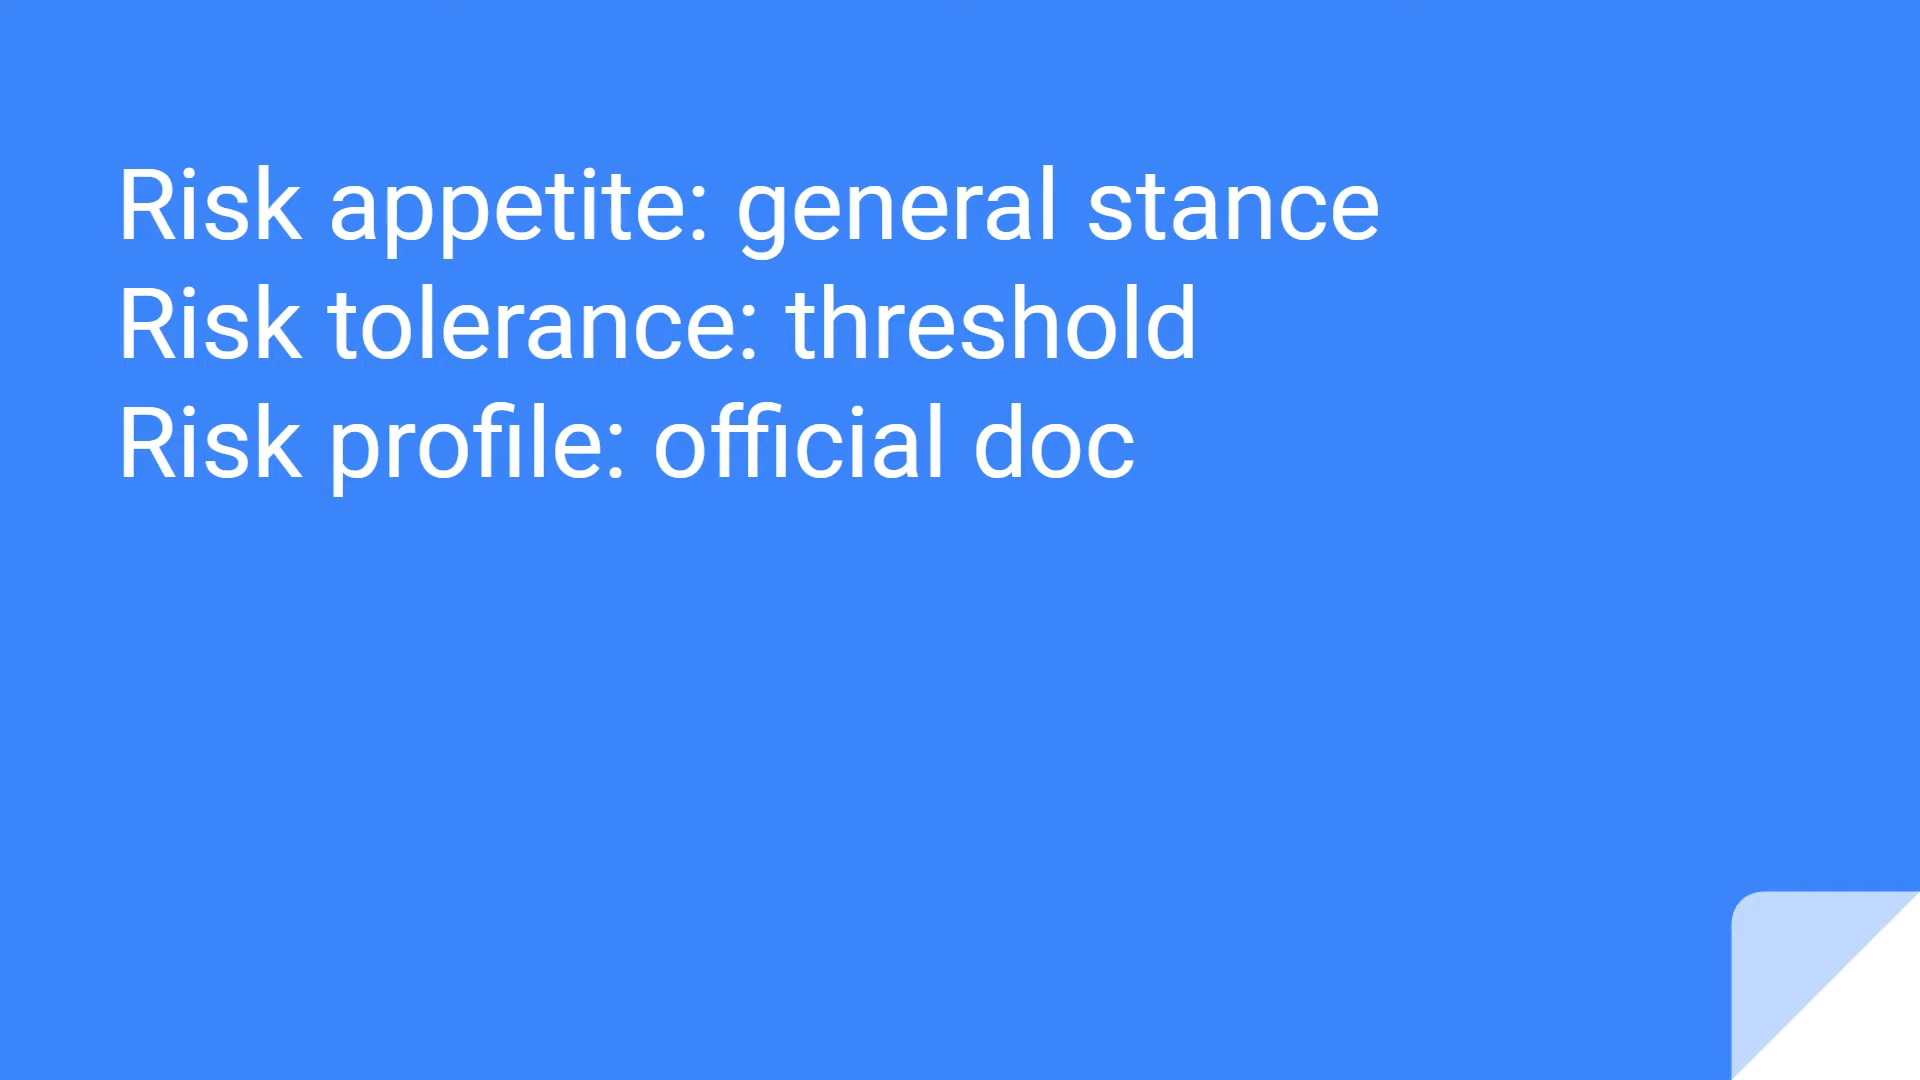 Risk appetite: general stance
Risk tolerance: threshold
Risk profile: official doc